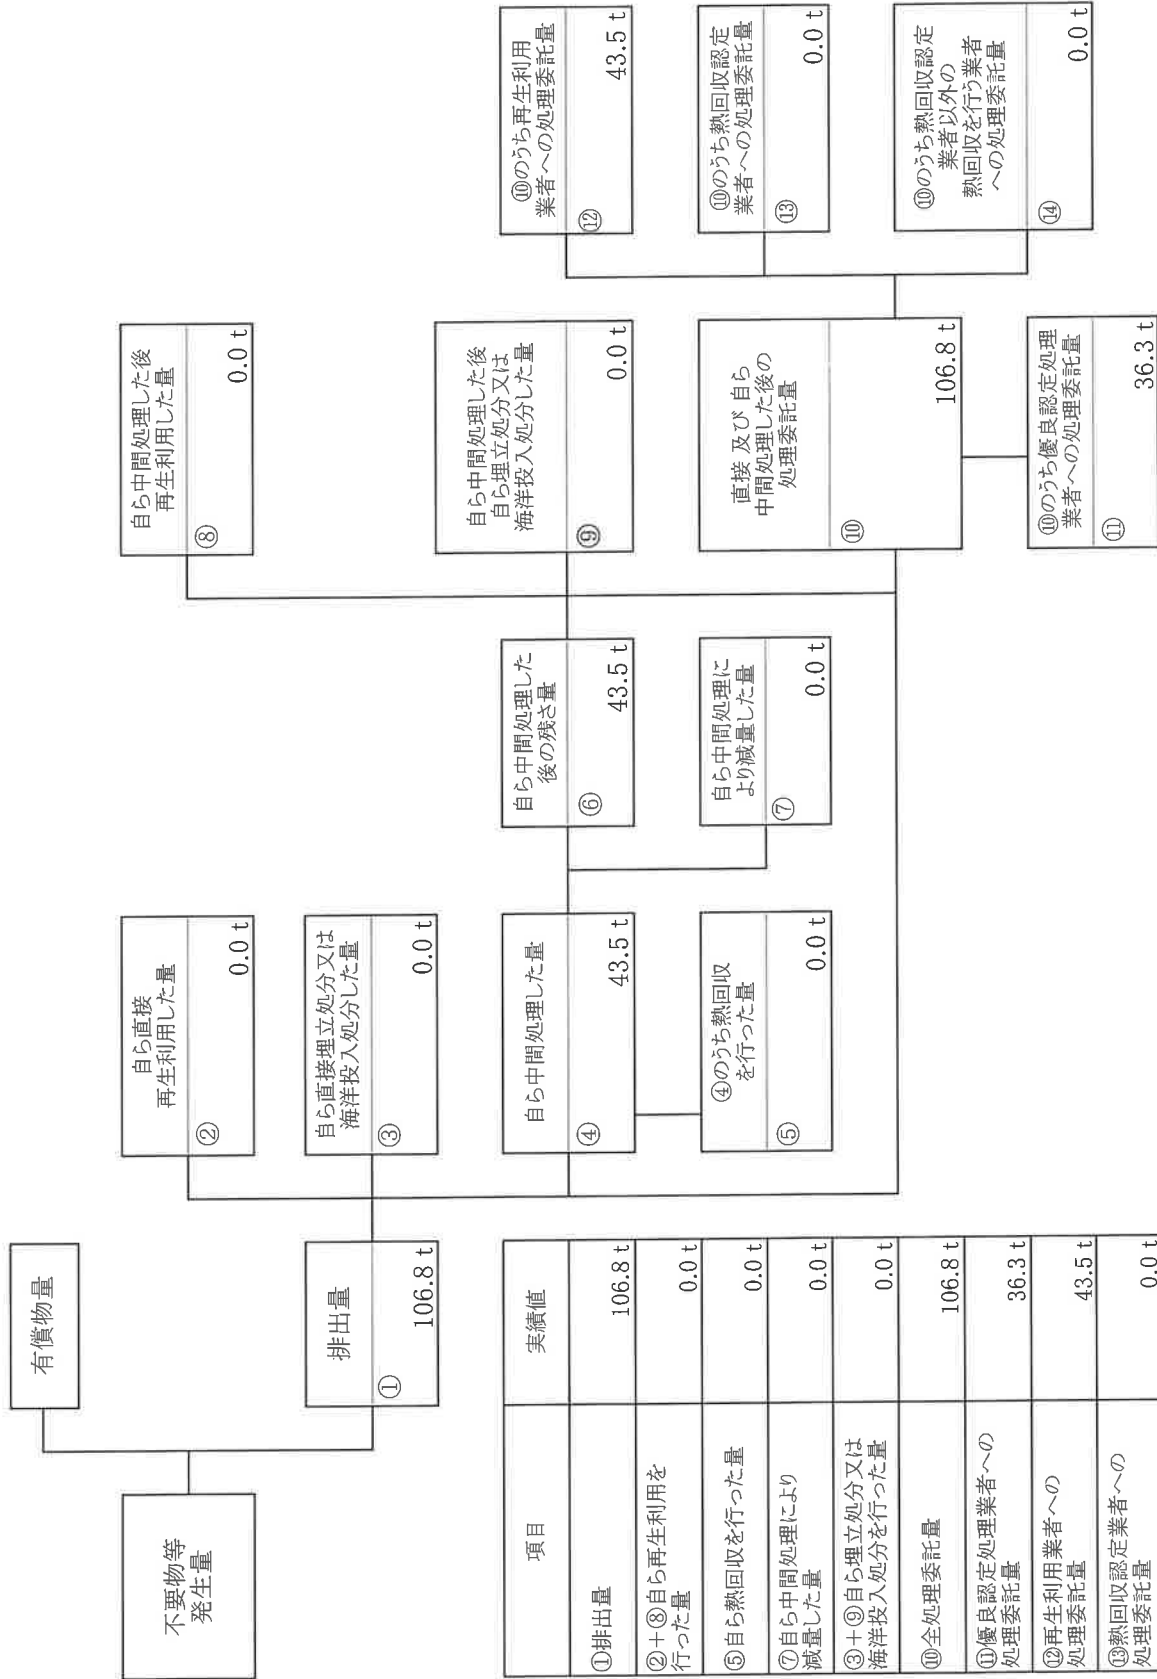 不要物等
発生量
有償物量
排出量
①
106.8 t
自ら直接
再生利用した量
②
0.0 t
自ら直接埋立処分又は
海洋投入処分した量
③
0.0 t
自ら中間処理した量
④
43.5 t
④のうち熱回収
を行った量
⑤
0.0 t
自ら中間処理した
後の残さ量
⑥
43.5 t
自ら中間処理に
より減量した量
⑦
0.0 t
自ら中間処理した後
再生利用した量
⑧
0.0 t
自ら中間処理した後
自ら埋立処分又は
海洋投入処分した量
⑨
0.0 t
直接 及び 自ら
中間処理した後の
処理委託量
⑩
106.8 t
⑩のうち優良認定処理
業者への処理委託量
⑪
36.3 t
⑩のうち再生利用
業者への処理委託量
⑫
43.5 t
⑩のうち熱回収認定
業者への処理委託量
⑬
0.0 t
⑩のうち熱回収認定
業者以外の
熱回収を行う業者
への処理委託量
⑭
0.0 t
項目 実績値
①排出量 106.8 t
②+⑧自ら再生利用を
行った量 0.0 t
⑤自ら熱回収を行った量 0.0 t
⑦自ら中間処理により
減量した量 0.0 t
③+⑨自ら埋立処分又は
海洋投入処分を行った量 0.0 t
⑩全処理委託量 106.8 t
⑪優良認定処理業者への
処理委託量 36.3 t
⑫再生利用業者への
処理委託量 43.5 t
⑬熱回収認定業者への
処理委託量 0.0 t